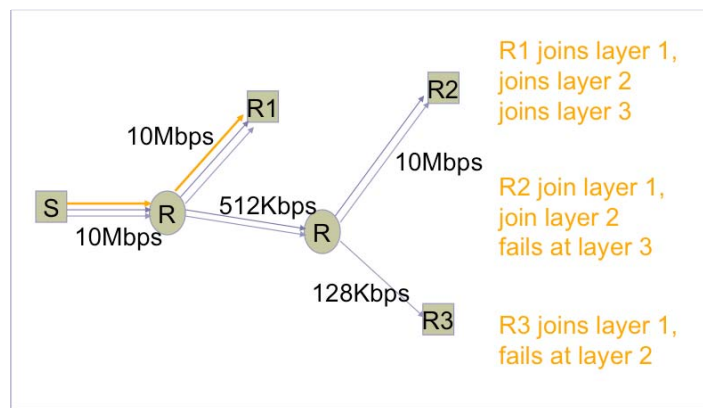 R1 joins layer 1,
joins layer 2
joins layer 3
R1
R2
10Mbps
10Mbps
S
R
512Kbps
R
10Mbps
R2 join layer 1,
join layer 2
fails at layer 3
128Kbps
R3
R3 joins layer 1,
fails at layer 2